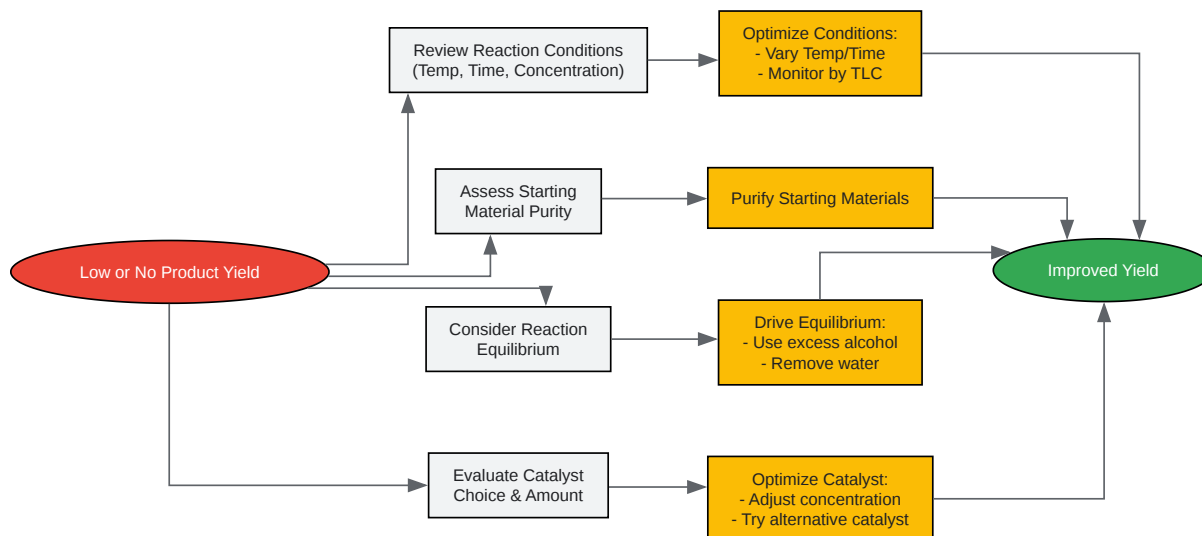 Review Reaction Conditions
(Temp, Time, Concentration)
Optimize Conditions:
- Vary Temp/Time
- Monitor by TLC
Assess Starting
Material Purity
Purify Starting Materials
Low or No Product Yield
Improved Yield
Consider Reaction
Equilibrium
Drive Equilibrium:
- Use excess alcohol
- Remove water
Evaluate Catalyst
Choice & Amount
Optimize Catalyst:
- Adjust concentration
- Try alternative catalyst